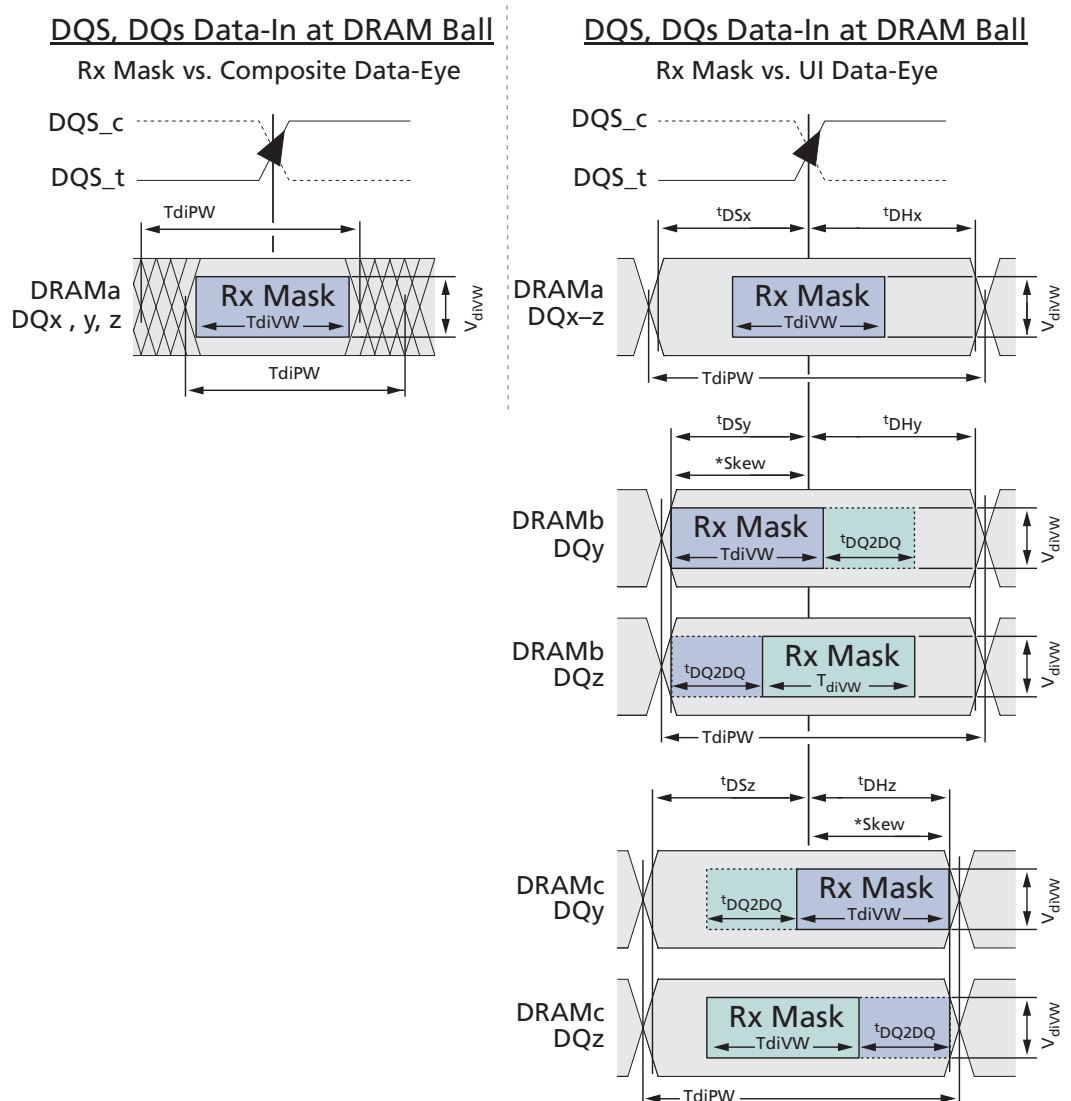 DQS, DQs Data-In at DRAM Ball
Rx Mask vs. Composite Data-Eye
DQS_c
DQS_t
TdiPW
DRAMa
DQx , y, z
Rx Mask
TdiVW
VdiVW
TdiPW
DQS, DQs Data-In at DRAM Ball
Rx Mask vs. UI Data-Eye
DQS_c
DQS_t
tDSx
tDHx
DRAMa
DQx–z
Rx Mask
TdiVW
VdiVW
TdiPW
tDSy
tDHy
*Skew
DRAMb
DQy
Rx Mask
TdiVW
tDQ2DQ
VdiVW
DRAMb
DQz
tDQ2DQ
Rx Mask
TdiVW
VdiVW
TdiPW
tDSz
tDHz
*Skew
DRAMc
DQy
tDQ2DQ
Rx Mask
TdiVW
VdiVW
DRAMc
DQz
Rx Mask
TdiVW
tDQ2DQ
VdiVW
TdiPW